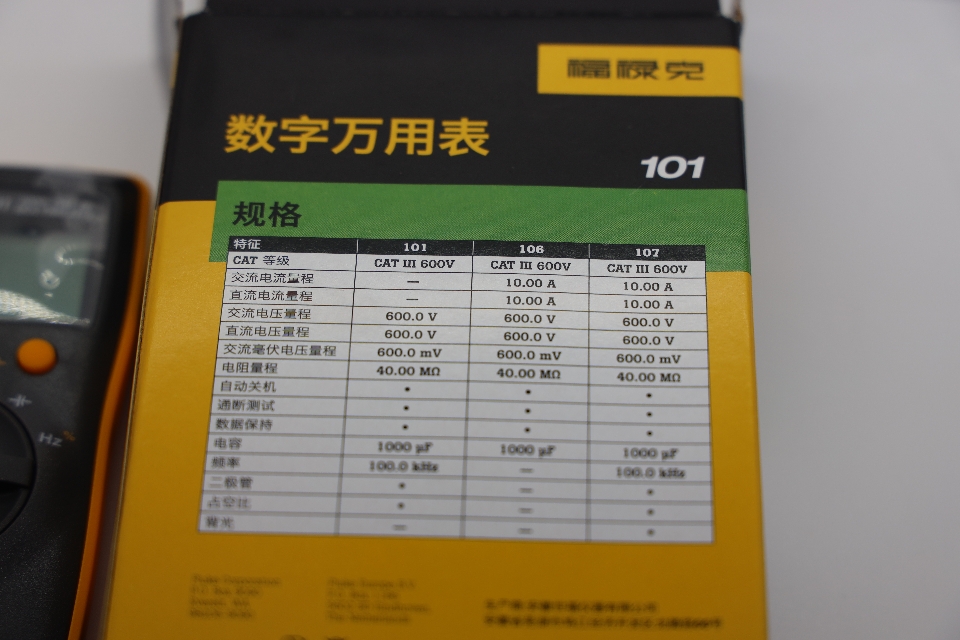 福禄克
数字万用表
101
规格
特征 101 106 107
CAT 等级 CAT III 600V CAT III 600V CAT III 600V
交流电流量程 — 10.00 A 10.00 A
直流电流量程 — 10.00 A 10.00 A
交流电压量程 600.0 V 600.0 V 600.0 V
直流电压量程 600.0 V 600.0 V 600.0 V
交流毫伏电压量程 600.0 mV 600.0 mV 600.0 mV
电阻量程 40.00 MΩ 40.00 MΩ 40.00 MΩ
自动关机 • • •
通断测试 • • •
数据保持 • • •
电容 1000 µF 1000 µF 1000 µF
频率 100.0 kHz — 100.0 kHz
二极管 • — •
占空比 • — •
背光 — — •
Hz
Fluke Corporation